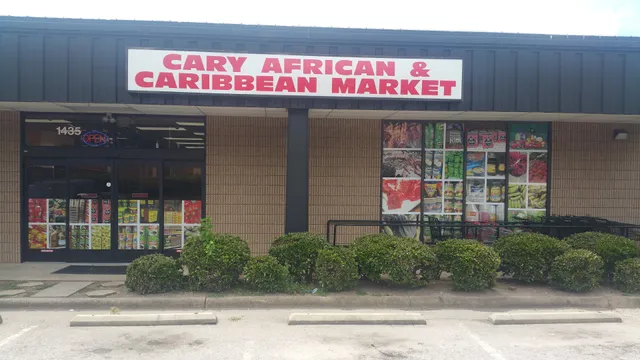 CARY AFRICAN &
CARIBBEAN MARKET
1435
OPEN